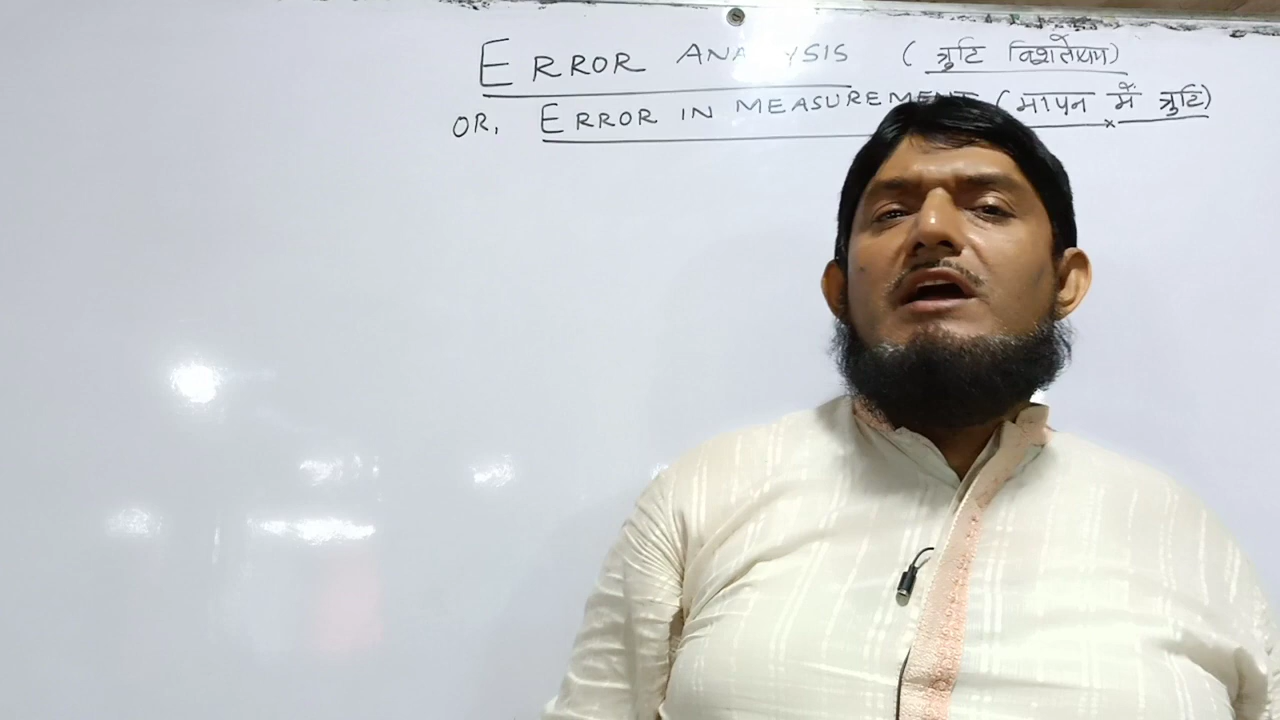 ERROR ANALYSIS (त्रुटि विश्लेषण)
OR, ERROR IN MEASUREMENT (मापन में त्रुटि)